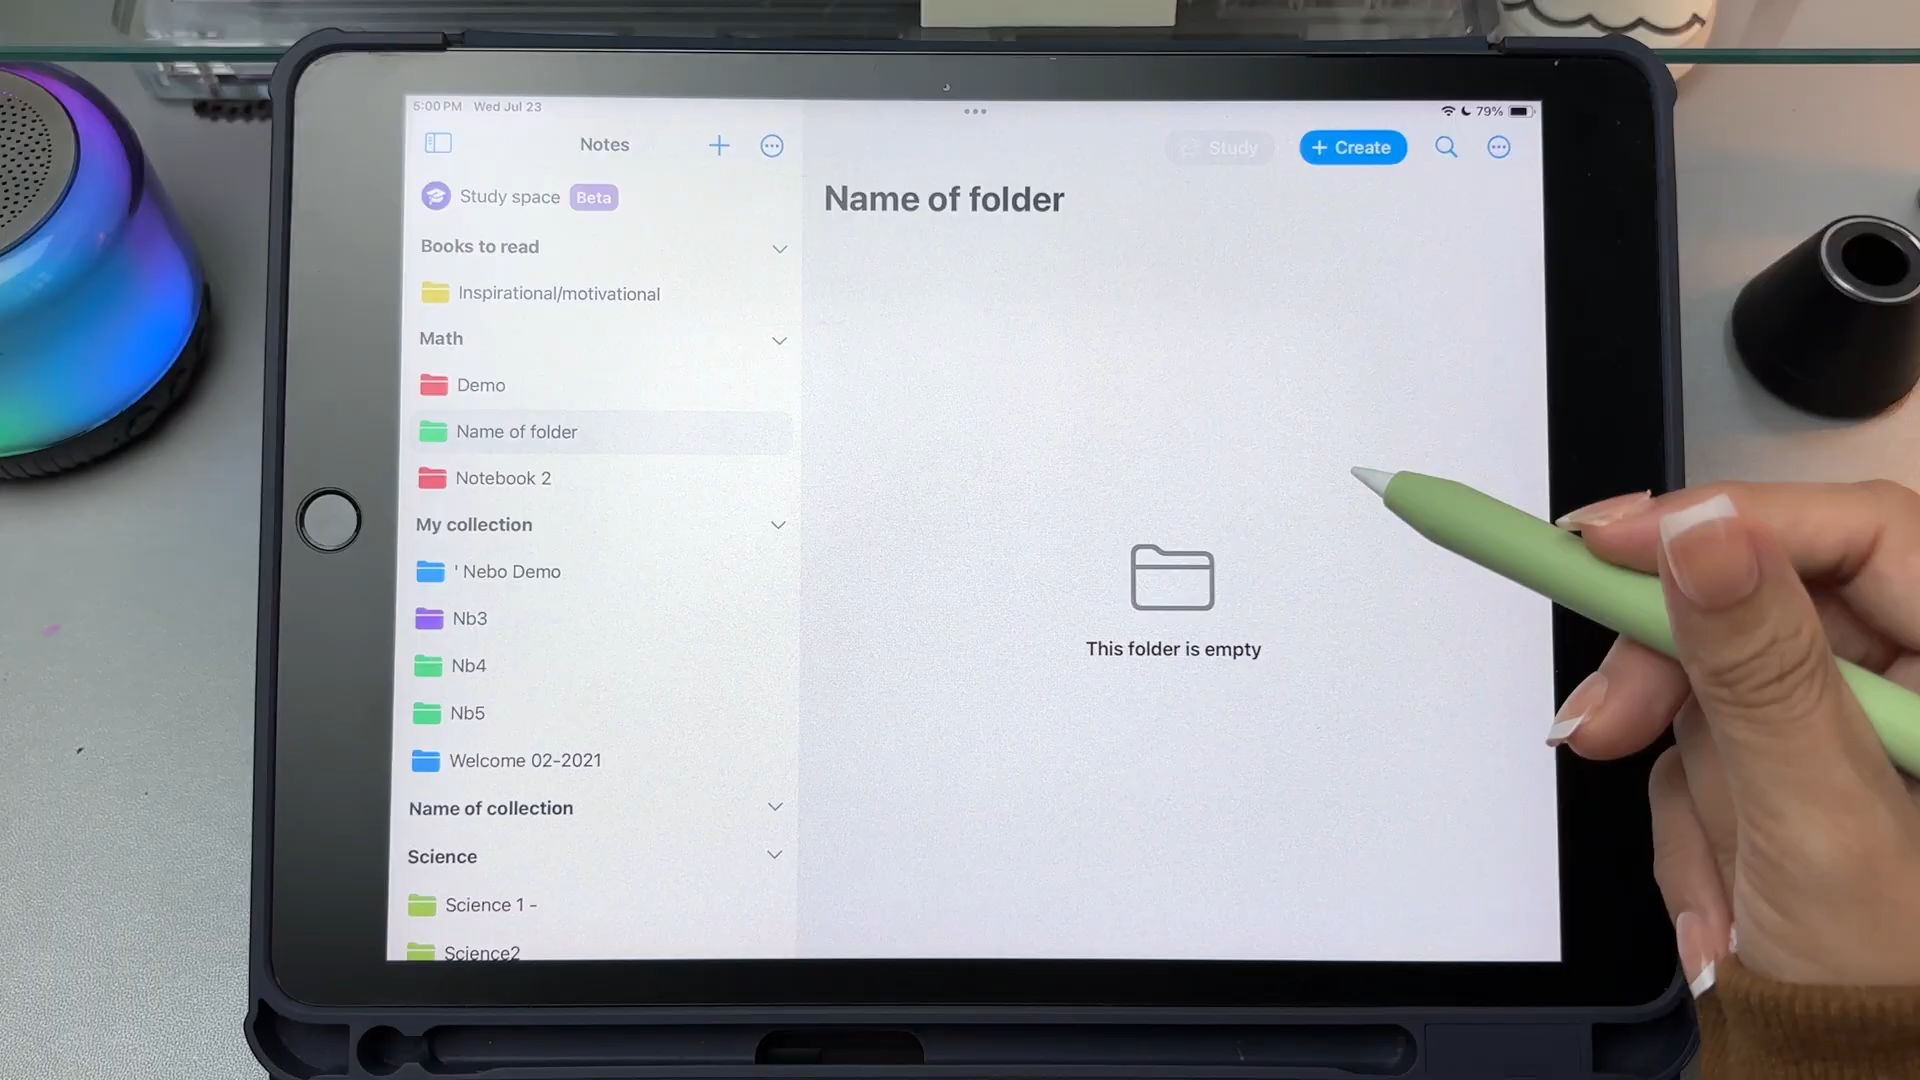 5:00 PM Wed Jul 23
79%
Notes
Study
+ Create
Study space Beta
Name of folder
Books to read
Inspirational/motivational
Math
Demo
Name of folder
Notebook 2
My collection
' Nebo Demo
Nb3
Nb4
Nb5
Welcome 02-2021
Name of collection
Science
Science 1 -
Science2
This folder is empty